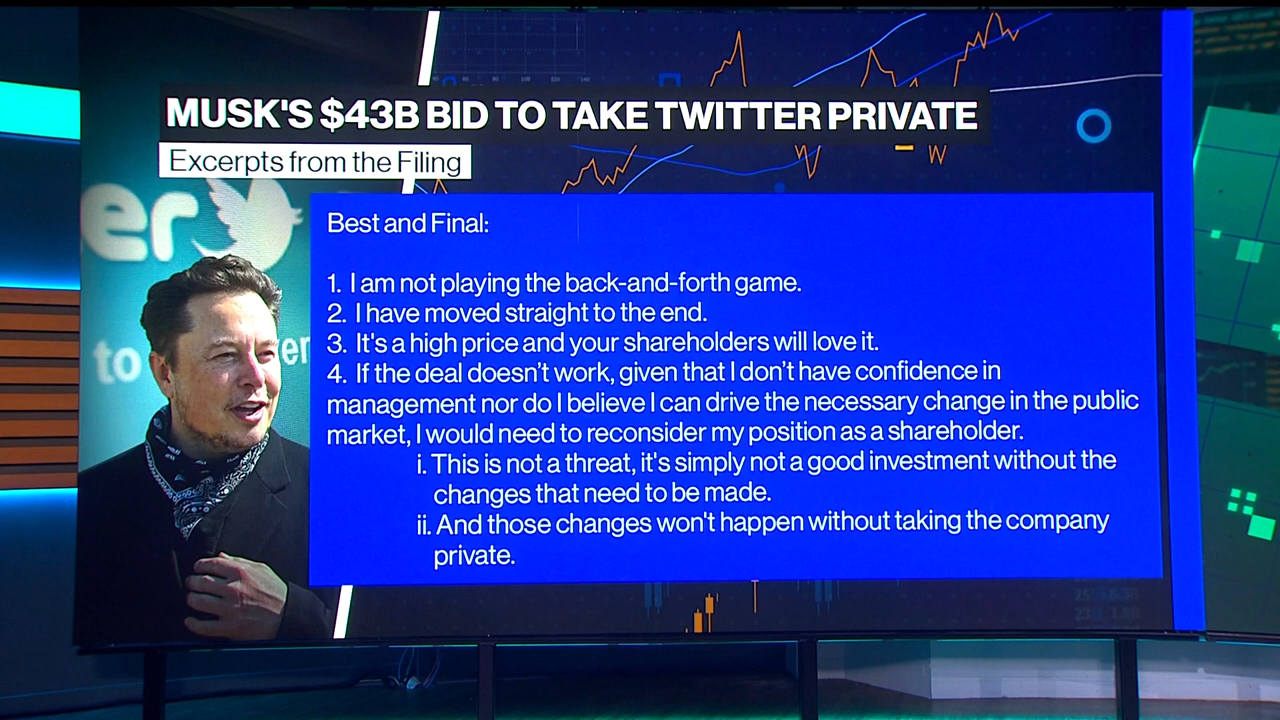 MUSK'S $43B BID TO TAKE TWITTER PRIVATE
Excerpts from the Filing
er
to
er
Best and Final:
1. I am not playing the back-and-forth game.
2. I have moved straight to the end.
3. It's a high price and your shareholders will love it.
4. If the deal doesn't work, given that I don't have confidence in
management nor do I believe I can drive the necessary change in the public
market, I would need to reconsider my position as a shareholder.
i. This is not a threat, it's simply not a good investment without the
changes that need to be made.
ii. And those changes won't happen without taking the company
private.